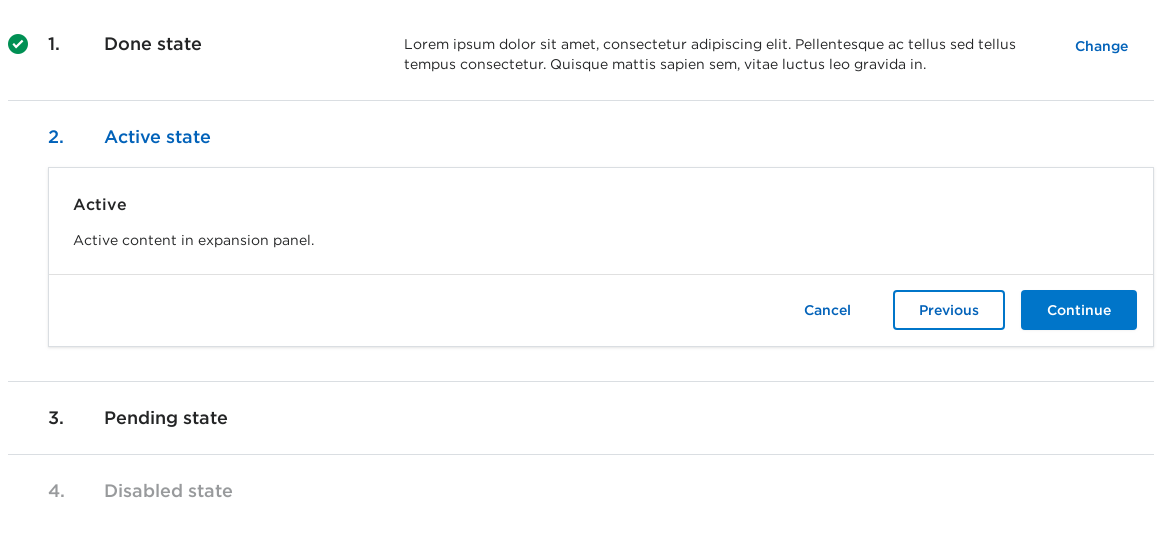 1. Done state
Lorem ipsum dolor sit amet, consectetur adipiscing elit. Pellentesque ac tellus sed tellus
tempus consectetur. Quisque mattis sapien sem, vitae luctus leo gravida in.
Change
2. Active state
Active
Active content in expansion panel.
Cancel Previous Continue
3. Pending state
4. Disabled state